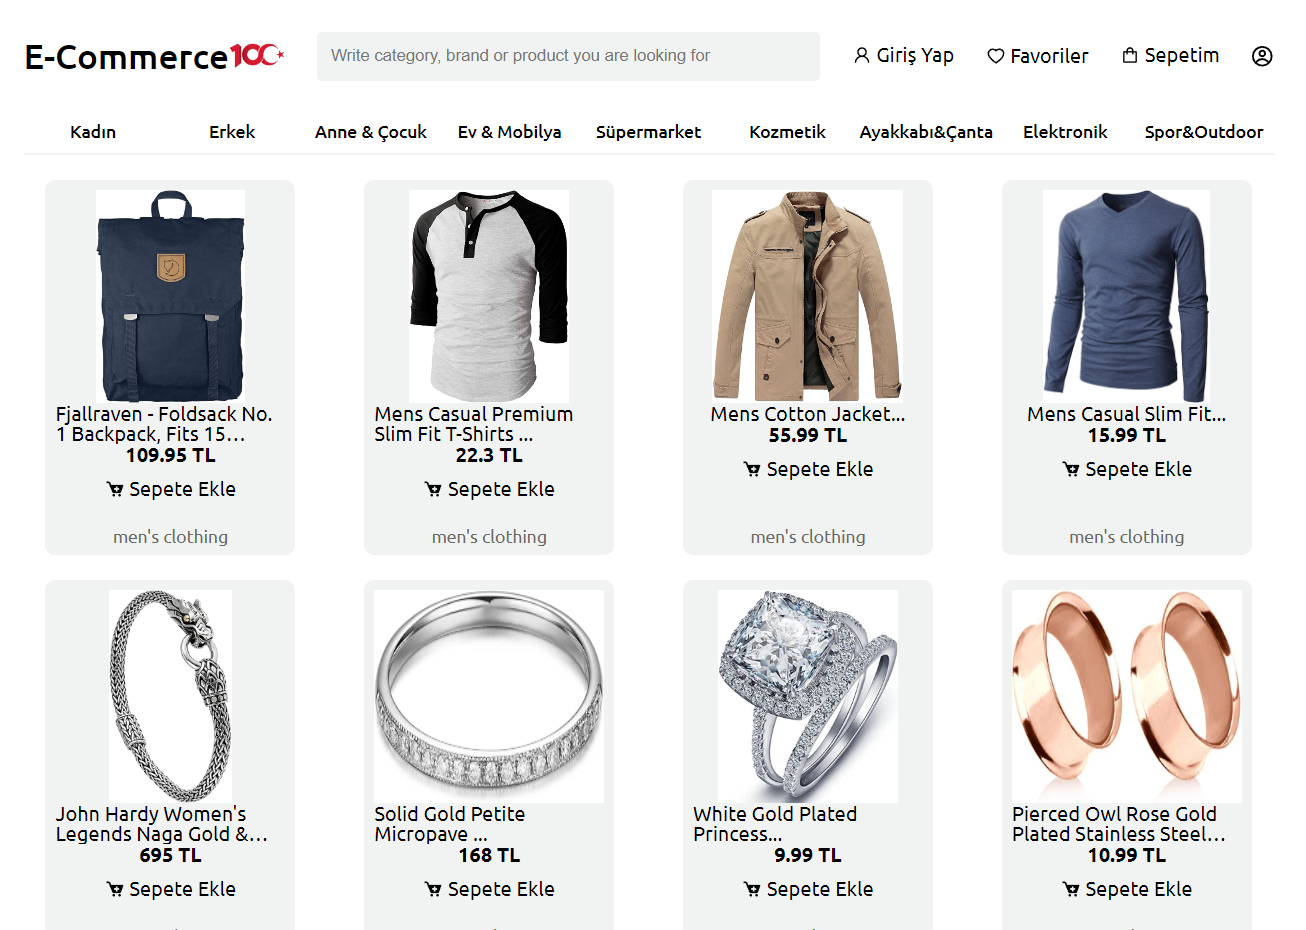 E-Commerce 100
Write category, brand or product you are looking for
Giriş Yap
Favoriler
Sepetim
Kadın
Erkek
Anne & Çocuk
Ev & Mobilya
Süpermarket
Kozmetik
Ayakkabı&Çanta
Elektronik
Spor&Outdoor
Fjallraven - Foldsack No.
1 Backpack, Fits 15...
109.95 TL
Sepete Ekle
men's clothing
Mens Casual Premium
Slim Fit T-Shirts ...
22.3 TL
Sepete Ekle
men's clothing
Mens Cotton Jacket...
55.99 TL
Sepete Ekle
men's clothing
Mens Casual Slim Fit...
15.99 TL
Sepete Ekle
men's clothing
John Hardy Women's
Legends Naga Gold &...
695 TL
Sepete Ekle
Solid Gold Petite
Micropave ...
168 TL
Sepete Ekle
White Gold Plated
Princess...
9.99 TL
Sepete Ekle
Pierced Owl Rose Gold
Plated Stainless Steel...
10.99 TL
Sepete Ekle